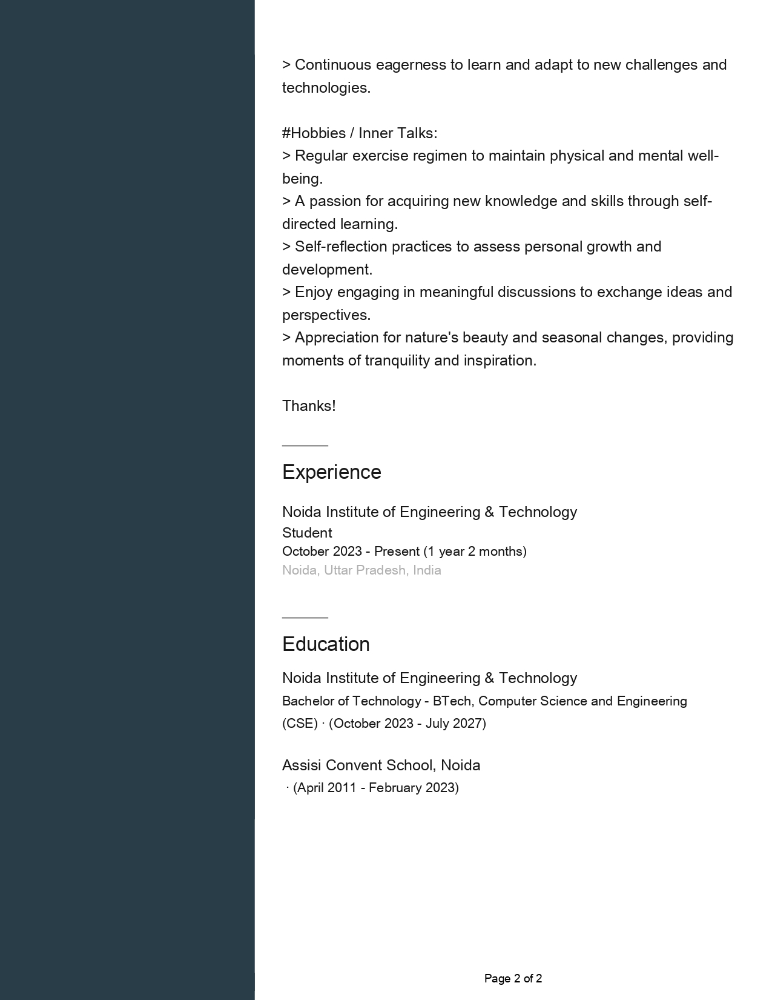 > Continuous eagerness to learn and adapt to new challenges and
technologies.
#Hobbies / Inner Talks:
> Regular exercise regimen to maintain physical and mental well-
being.
> A passion for acquiring new knowledge and skills through self-
directed learning.
> Self-reflection practices to assess personal growth and
development.
> Enjoy engaging in meaningful discussions to exchange ideas and
perspectives.
> Appreciation for nature's beauty and seasonal changes, providing
moments of tranquility and inspiration.
Thanks!
Experience
Noida Institute of Engineering & Technology
Student
October 2023 - Present (1 year 2 months)
Noida, Uttar Pradesh, India
Education
Noida Institute of Engineering & Technology
Bachelor of Technology - BTech, Computer Science and Engineering
(CSE) · (October 2023 - July 2027)
Assisi Convent School, Noida
· (April 2011 - February 2023)
Page 2 of 2